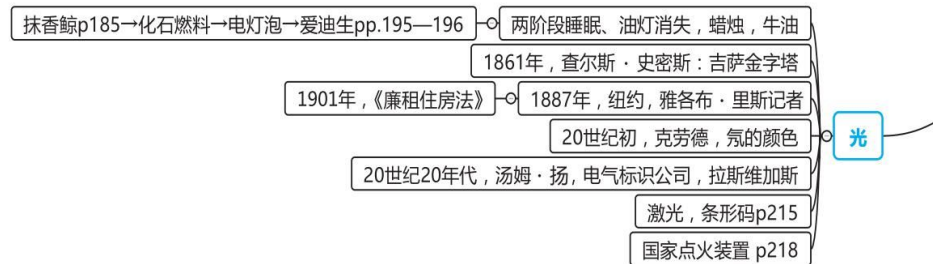 抹香鲸p185→化石燃料→电灯泡→爱迪生pp.195—196
两阶段睡眠、油灯消失，蜡烛，牛油
1861年，查尔斯·史密斯：吉萨金字塔
1901年，《廉租住房法》
1887年，纽约，雅各布·里斯记者
20世纪初，克劳德，氖的颜色
20世纪20年代，汤姆·扬，电气标识公司，拉斯维加斯
激光，条形码p215
国家点火装置 p218
光